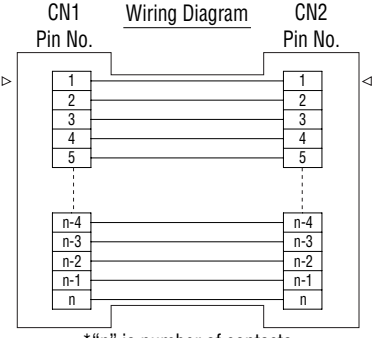 CN1 Wiring Diagram CN2
Pin No. Pin No.
1 1
2 2
3 3
4 4
5 5
n-4 n-4
n-3 n-3
n-2 n-2
n-1 n-1
n n
*"n" is number of contacts